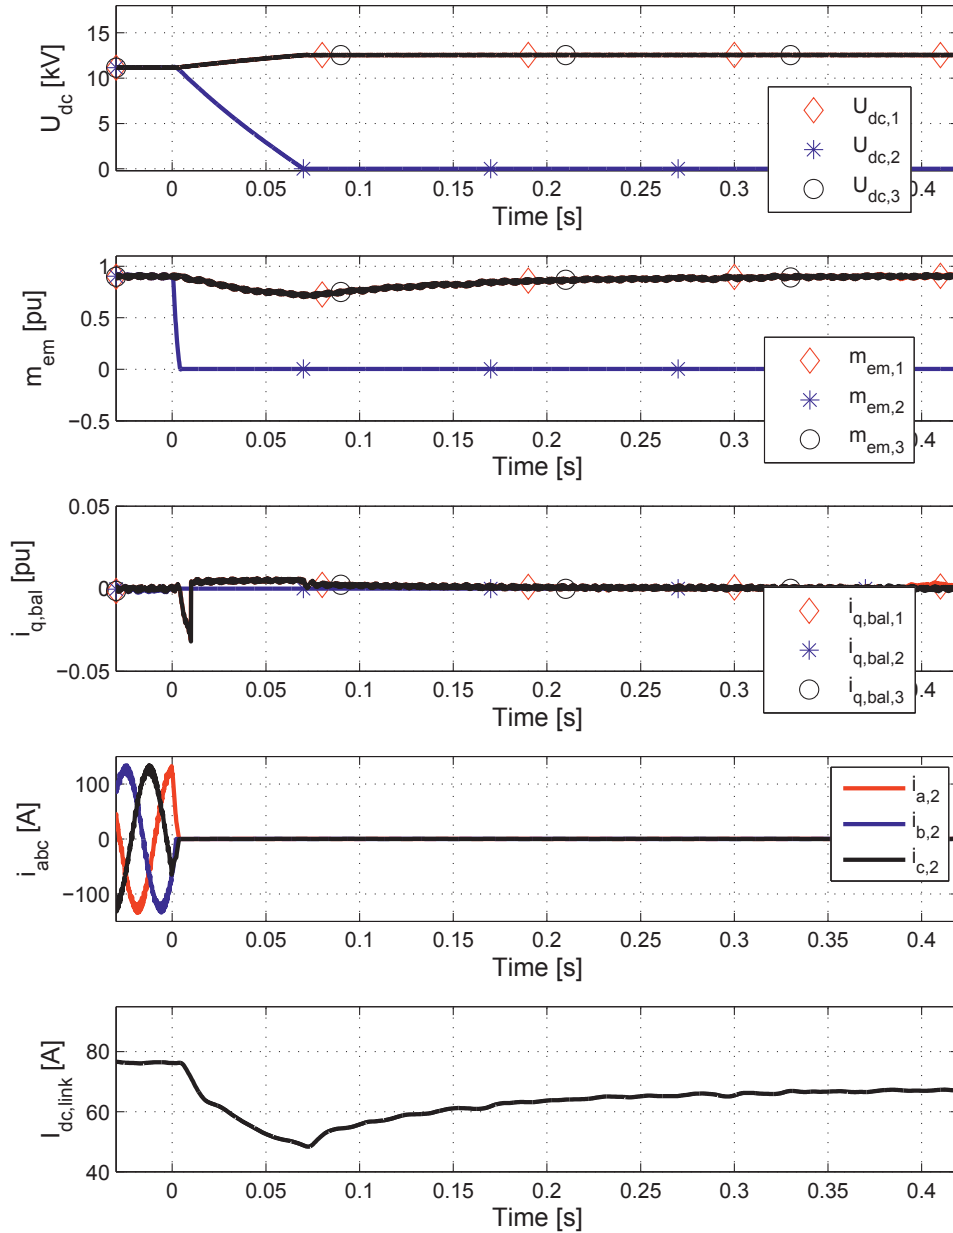 15
10
5
0
U_dc [kV]
0 0.05 0.1 0.15 0.2 0.25 0.3 0.35 0.4
Time [s]
U_dc,1
U_dc,2
U_dc,3
1
0.5
0
−0.5
m_em [pu]
0 0.05 0.1 0.15 0.2 0.25 0.3 0.35 0.4
Time [s]
m_em,1
m_em,2
m_em,3
0.05
0
−0.05
i_q,bal [pu]
0 0.05 0.1 0.15 0.2 0.25 0.3 0.35 0.4
Time [s]
i_q,bal,1
i_q,bal,2
i_q,bal,3
100
0
−100
i_abc [A]
0 0.05 0.1 0.15 0.2 0.25 0.3 0.35 0.4
Time [s]
i_a,2
i_b,2
i_c,2
80
60
40
I_dc,link [A]
0 0.05 0.1 0.15 0.2 0.25 0.3 0.35 0.4
Time [s]